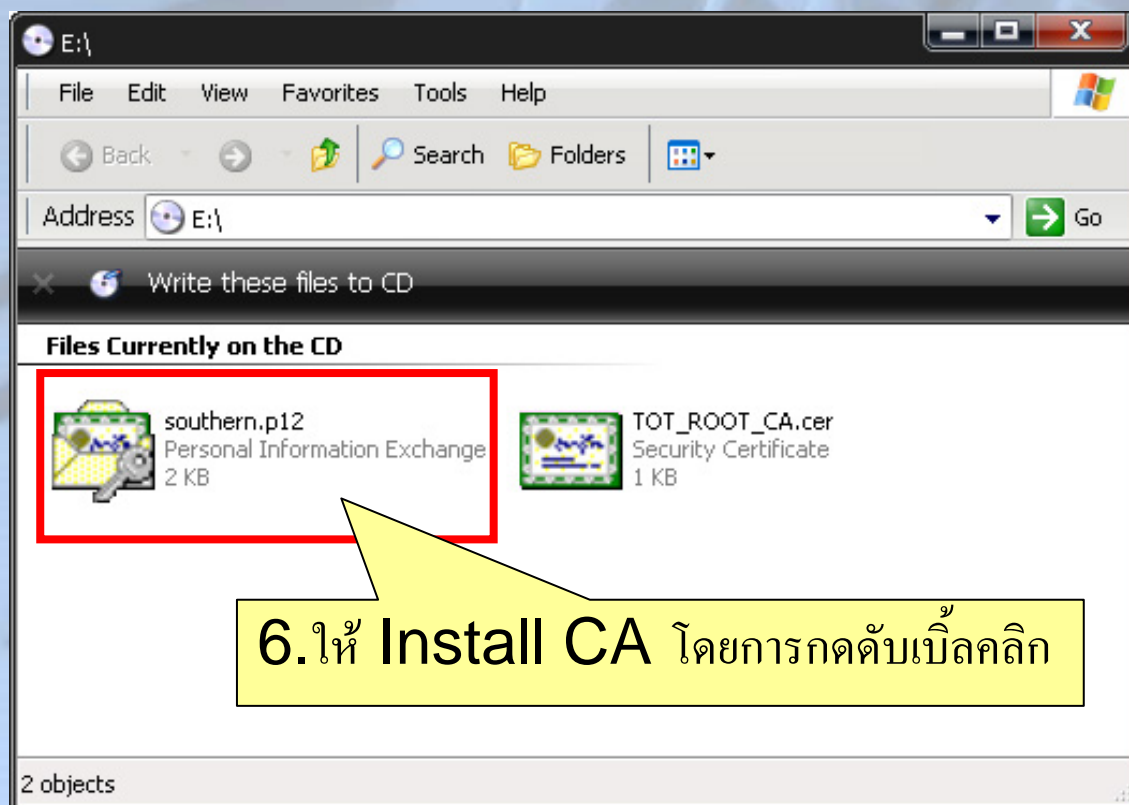 E:\
File Edit View Favorites Tools Help
Back Search Folders
Address E:\ Go
Write these files to CD
Files Currently on the CD
southern.p12
Personal Information Exchange
2 KB
TOT_ROOT_CA.cer
Security Certificate
1 KB
6.ให้ Install CA โดยการกดดับเบิ้ลคลิก
2 objects